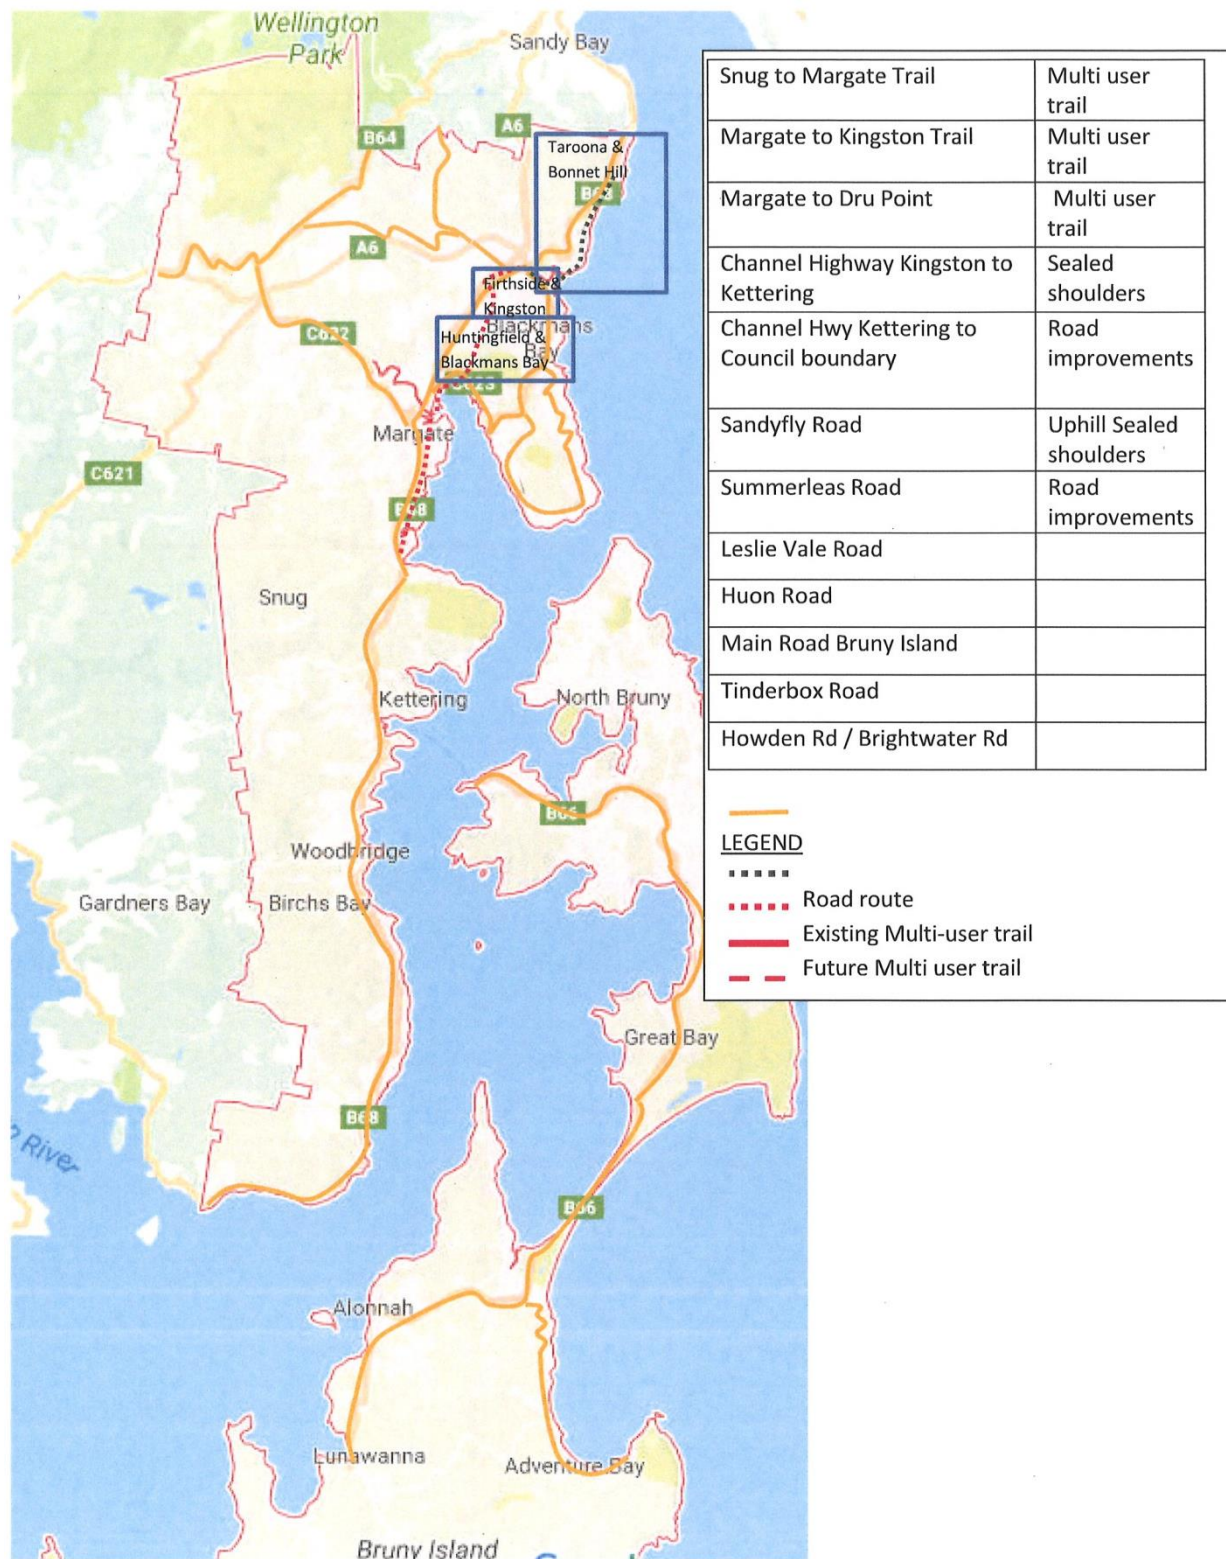 Wellington
Park
Sandy Bay
A6
B64
Taroona &
Bonnet Hill
B68
A6
Firthside &
Kingston
Blackmans
Bay
Huntingfield &
Blackmans Bay
C622
C623
Margate
C621
B68
Snug
Kettering
North Bruny
B66
Woodbridge
Gardners Bay
Birchs Bay
Great Bay
B68
River
B66
Alonnah
Lunawanna
Adventure Bay
Bruny Island
Snug to Margate Trail
Multi user
trail
Margate to Kingston Trail
Multi user
trail
Margate to Dru Point
Multi user
trail
Channel Highway Kingston to
Kettering
Sealed
shoulders
Channel Hwy Kettering to
Council boundary
Road
improvements
Sandyfly Road
Uphill Sealed
shoulders
Summerleas Road
Road
improvements
Leslie Vale Road
Huon Road
Main Road Bruny Island
Tinderbox Road
Howden Rd / Brightwater Rd
LEGEND
Road route
Existing Multi-user trail
Future Multi user trail